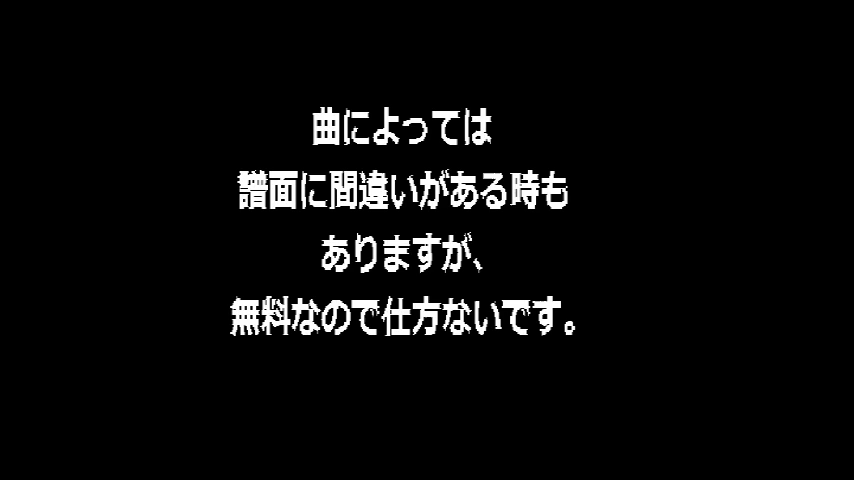 曲によっては
譜面に間違いがある時も
ありますが、
無料なので仕方ないです。